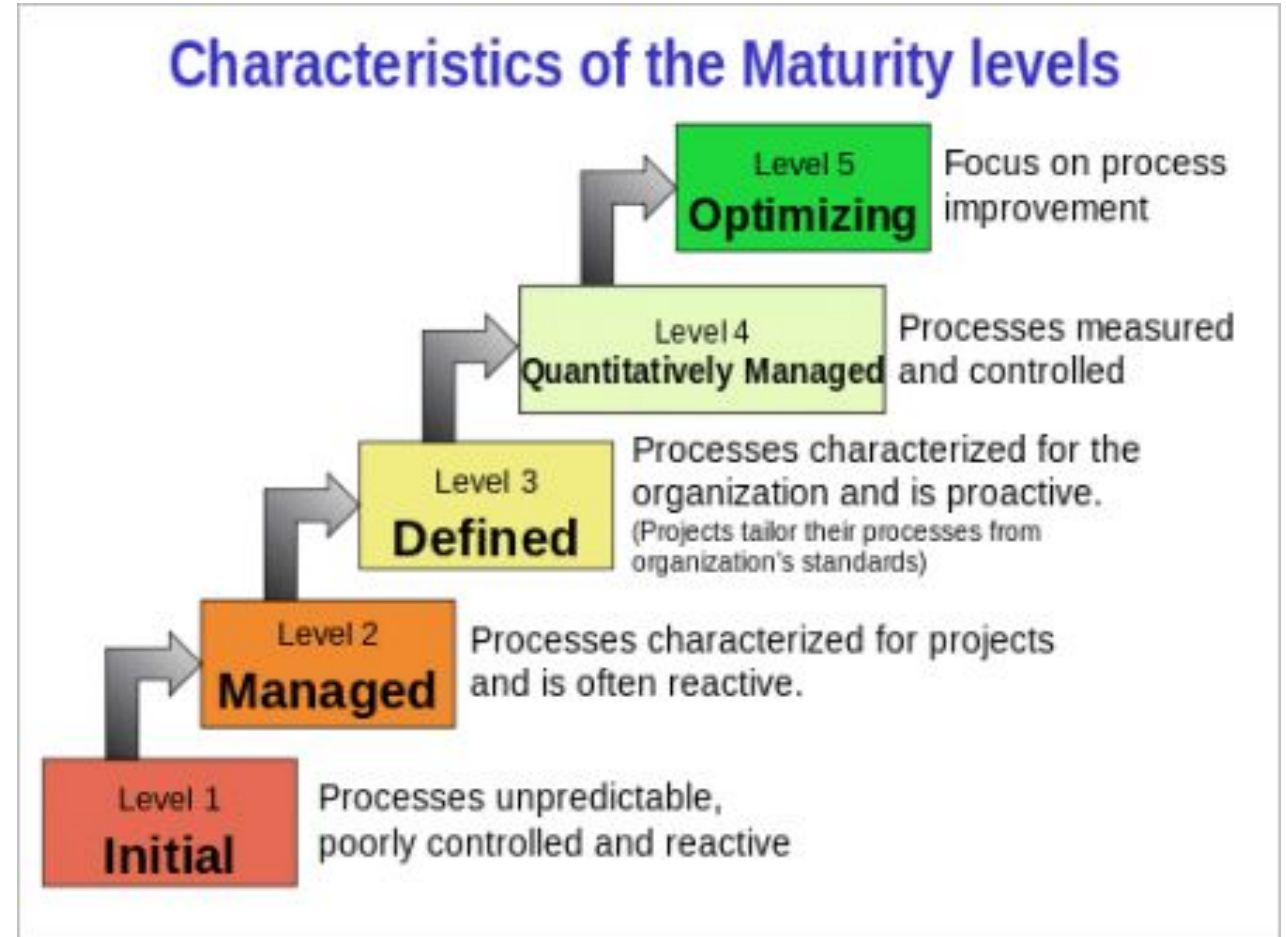 Characteristics of the Maturity levels
Level 5
Optimizing
Focus on process
improvement
Level 4
Quantitatively Managed
Processes measured
and controlled
Level 3
Defined
Processes characterized for the
organization and is proactive.
(Projects tailor their processes from
organization's standards)
Level 2
Managed
Processes characterized for projects
and is often reactive.
Level 1
Initial
Processes unpredictable,
poorly controlled and reactive